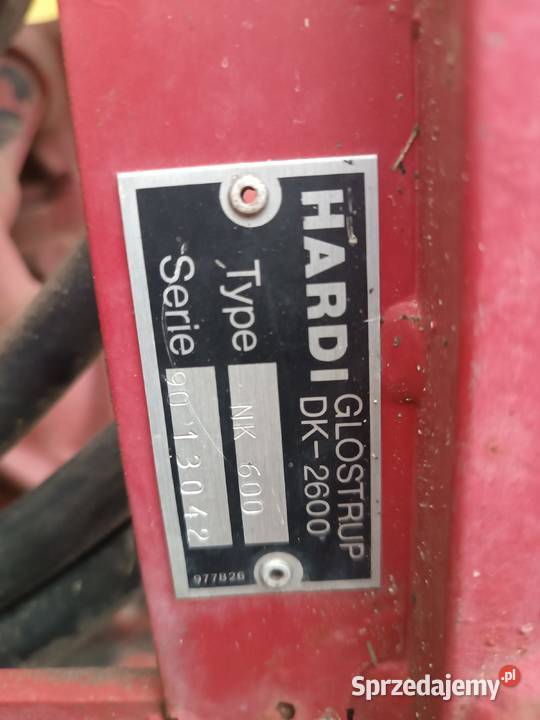 HARDI GLOSTRUP
DK-2600
Type NK 600
Serie 90 13042
977826
Sprzedajemy.pl